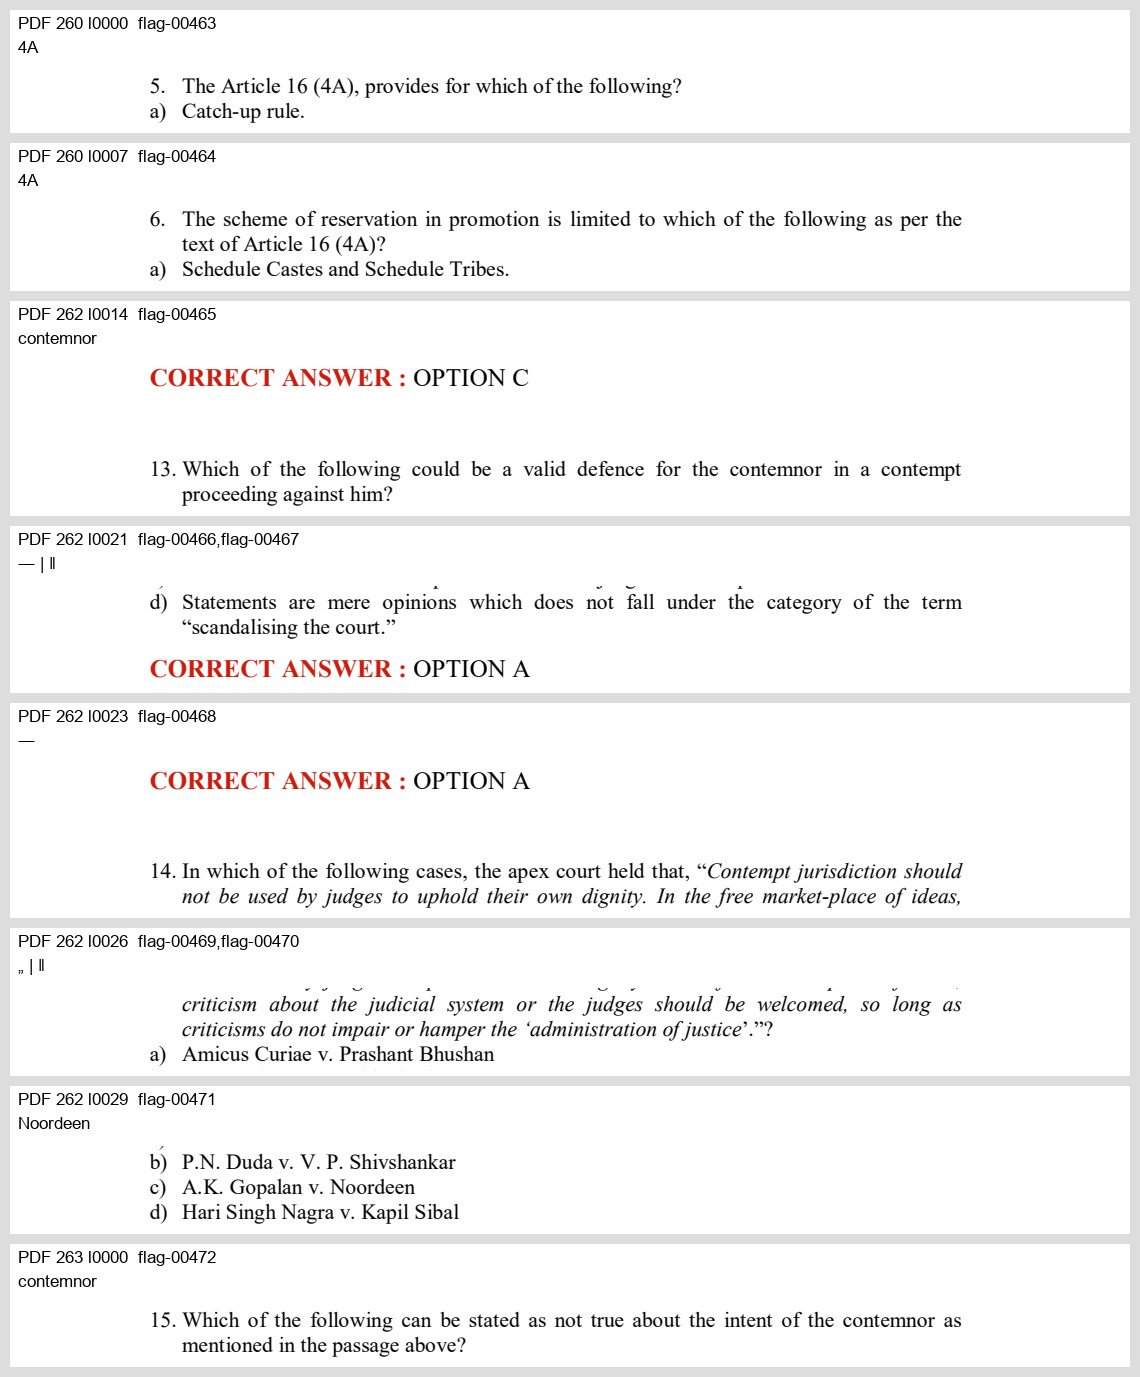 PDF 260 l0000 flag-00463
4A
5. The Article 16 (4A), provides for which of the following?
a) Catch-up rule.
PDF 260 l0007 flag-00464
4A
6. The scheme of reservation in promotion is limited to which of the following as per the
text of Article 16 (4A)?
a) Schedule Castes and Schedule Tribes.
PDF 262 l0014 flag-00465
contemnor
CORRECT ANSWER : OPTION C
13. Which of the following could be a valid defence for the contemnor in a contempt
proceeding against him?
PDF 262 l0021 flag-00466,flag-00467
― | ‖
d) Statements are mere opinions which does not fall under the category of the term
“scandalising the court.”
CORRECT ANSWER : OPTION A
PDF 262 l0023 flag-00468
―
CORRECT ANSWER : OPTION A
14. In which of the following cases, the apex court held that, “Contempt jurisdiction should
not be used by judges to uphold their own dignity. In the free market-place of ideas,
PDF 262 l0026 flag-00469,flag-00470
„ | ‖
criticism about the judicial system or the judges should be welcomed, so long as
criticisms do not impair or hamper the ‘administration of justice’.”?
a) Amicus Curiae v. Prashant Bhushan
PDF 262 l0029 flag-00471
Noordeen
b) P.N. Duda v. V. P. Shivshankar
c) A.K. Gopalan v. Noordeen
d) Hari Singh Nagra v. Kapil Sibal
PDF 263 l0000 flag-00472
contemnor
15. Which of the following can be stated as not true about the intent of the contemnor as
mentioned in the passage above?